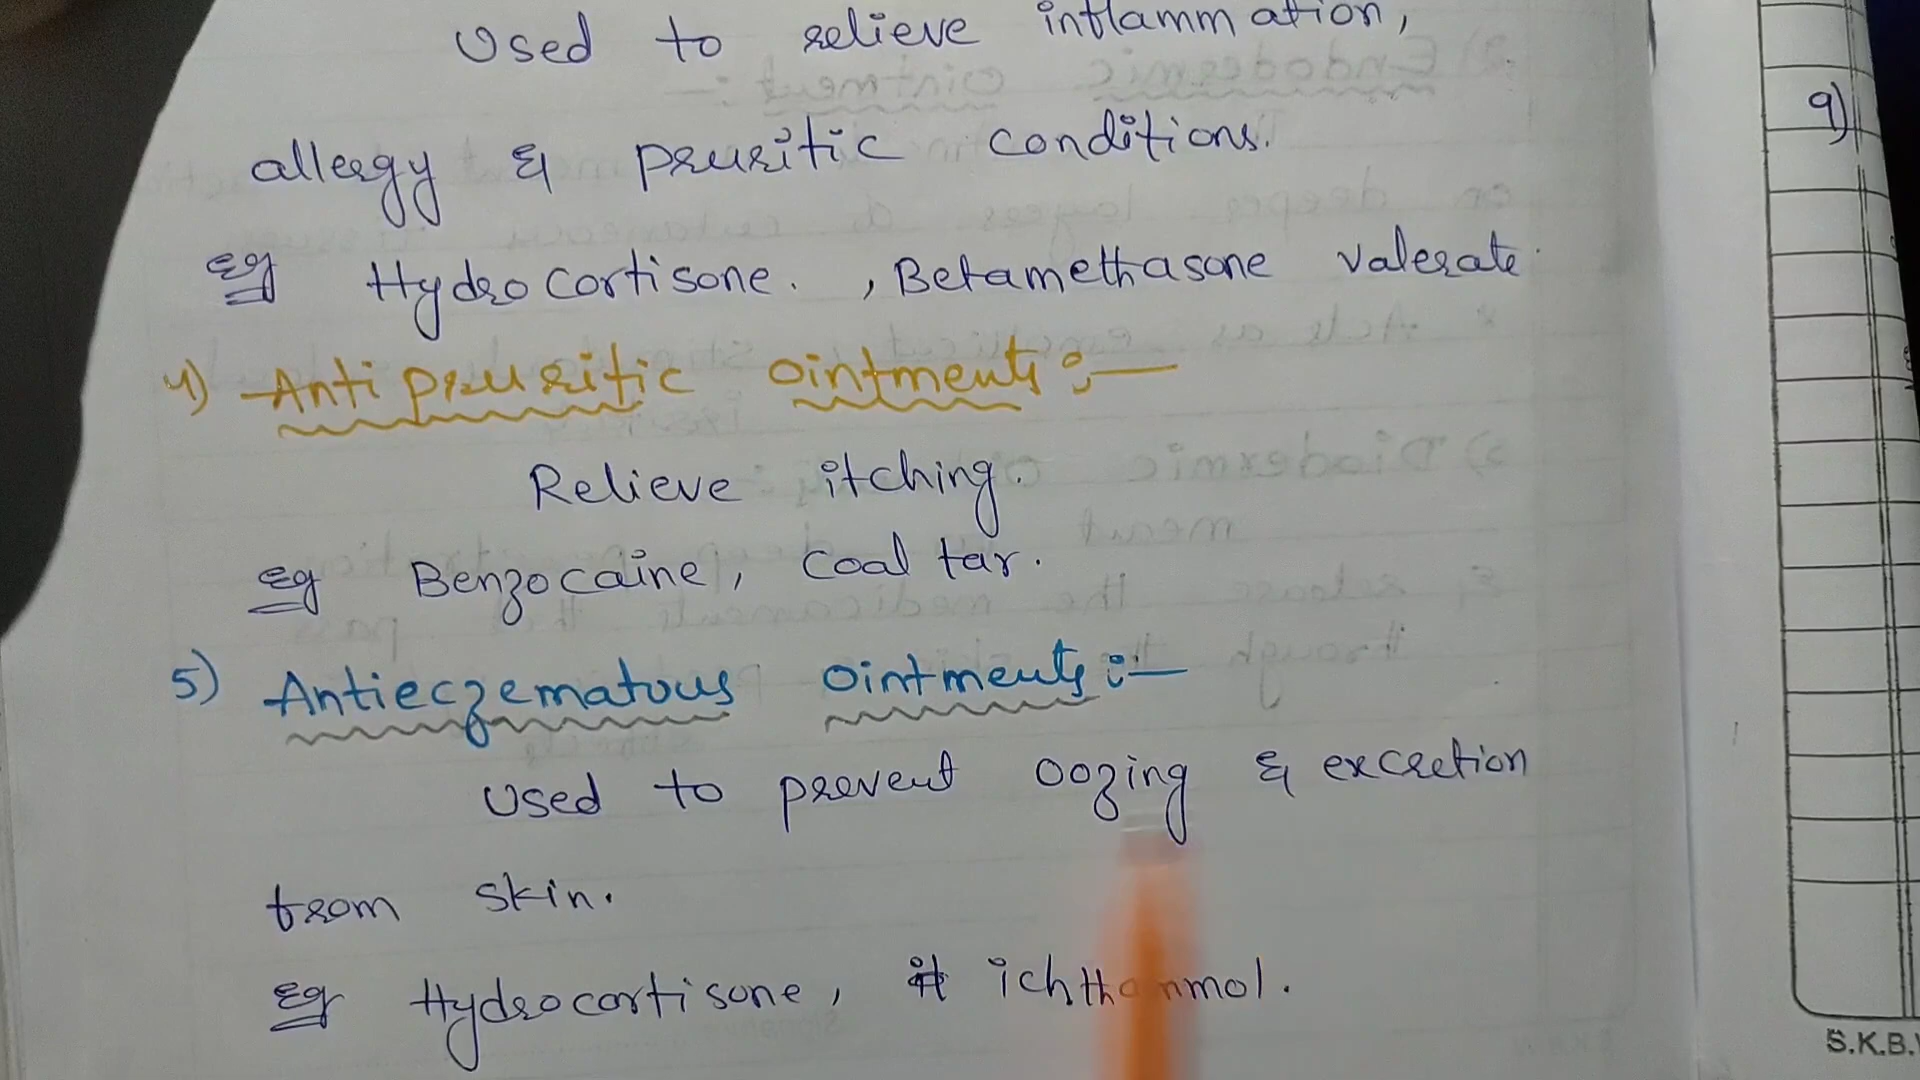 Used to relieve inflammation,
allergy & pruritic conditions.
Eg Hydrocortisone. , Betamethasone valerate.
4) Antipruritic Ointments :-
Relieve itching.
Eg Benzocaine, Coal tar.
5) Antieczematous Ointments :-
Used to prevent oozing & excretion
from skin.
Eg Hydrocortisone, ichthammol.
9)
S.K.B.